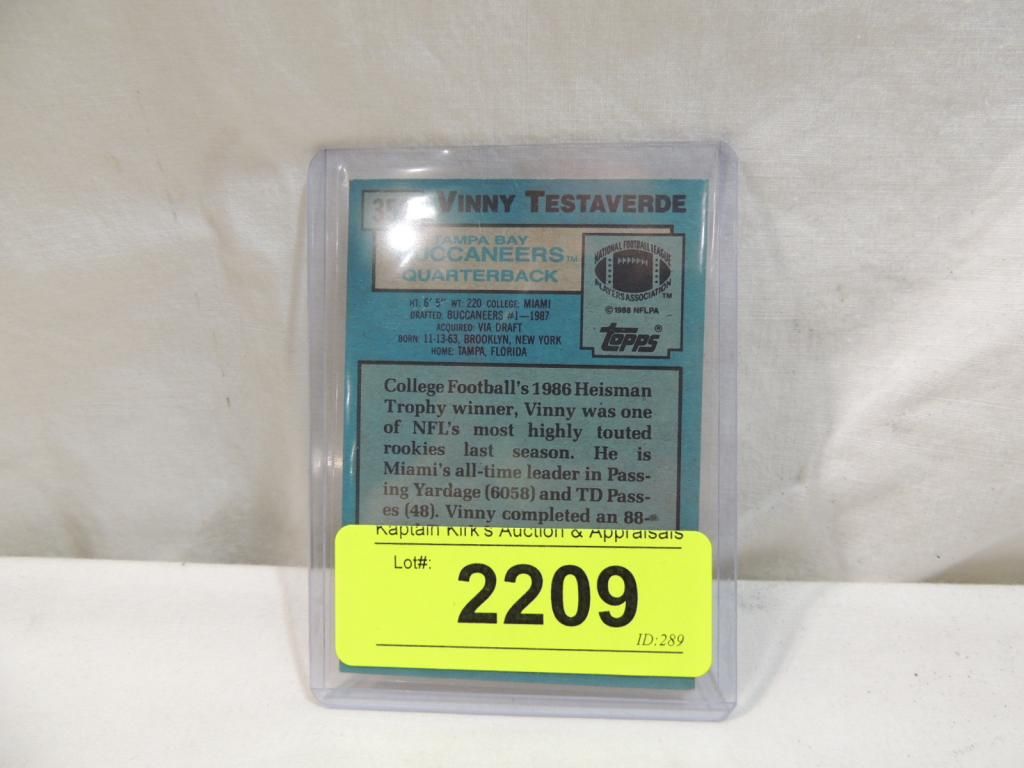 VINNY TESTAVERDE
TAMPA BAY
BUCCANEERS™
QUARTERBACK
NATIONAL FOOTBALL LEAGUE
PLAYERS ASSOCIATION™
©1988 NFLPA
topps®
HT: 6' 5" WT: 220 COLLEGE: MIAMI
DRAFTED: BUCCANEERS #1—1987
ACQUIRED: VIA DRAFT
BORN: 11-13-63, BROOKLYN, NEW YORK
HOME: TAMPA, FLORIDA
College Football's 1986 Heisman
Trophy winner, Vinny was one
of NFL's most highly touted
rookies last season. He is
Miami's all-time leader in Pass-
ing Yardage (6058) and TD Pass-
es (48). Vinny completed an 88-
Kaptain Kirk's Auction & Appraisals
Lot#:
2209
ID:289